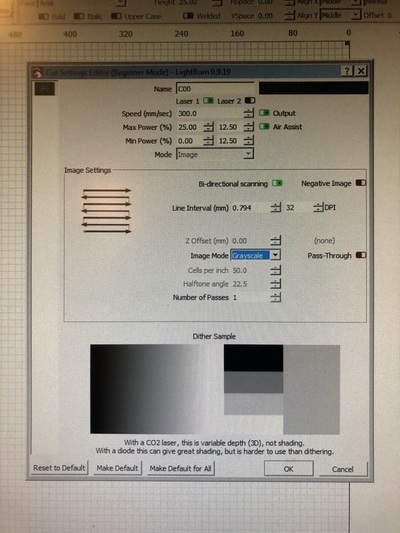 Height 25.00 HSpace 0.00 Align X Middle
Bold Italic Upper Case Welded VSpace 0.00 Align Y Middle Offset 0
480 400 320 240 160 80 0
Cut Settings Editor (Beginner Mode) - LightBurn 0.9.19
Name C00
Laser 1 Laser 2
Speed (mm/sec) 300.0 Output
Max Power (%) 25.00 12.50 Air Assist
Min Power (%) 0.00 12.50
Mode Image
Image Settings
Bi-directional scanning Negative Image
Line Interval (mm) 0.794 32 DPI
Z Offset (mm) 0.00 (none)
Image Mode Grayscale Pass-Through
Cells per inch 50.0
Halftone angle 22.5
Number of Passes 1
Dither Sample
With a CO2 laser, this is variable depth (3D), not shading.
With a diode this can give great shading, but is harder to use than dithering.
Reset to Default Make Default Make Default for All OK Cancel